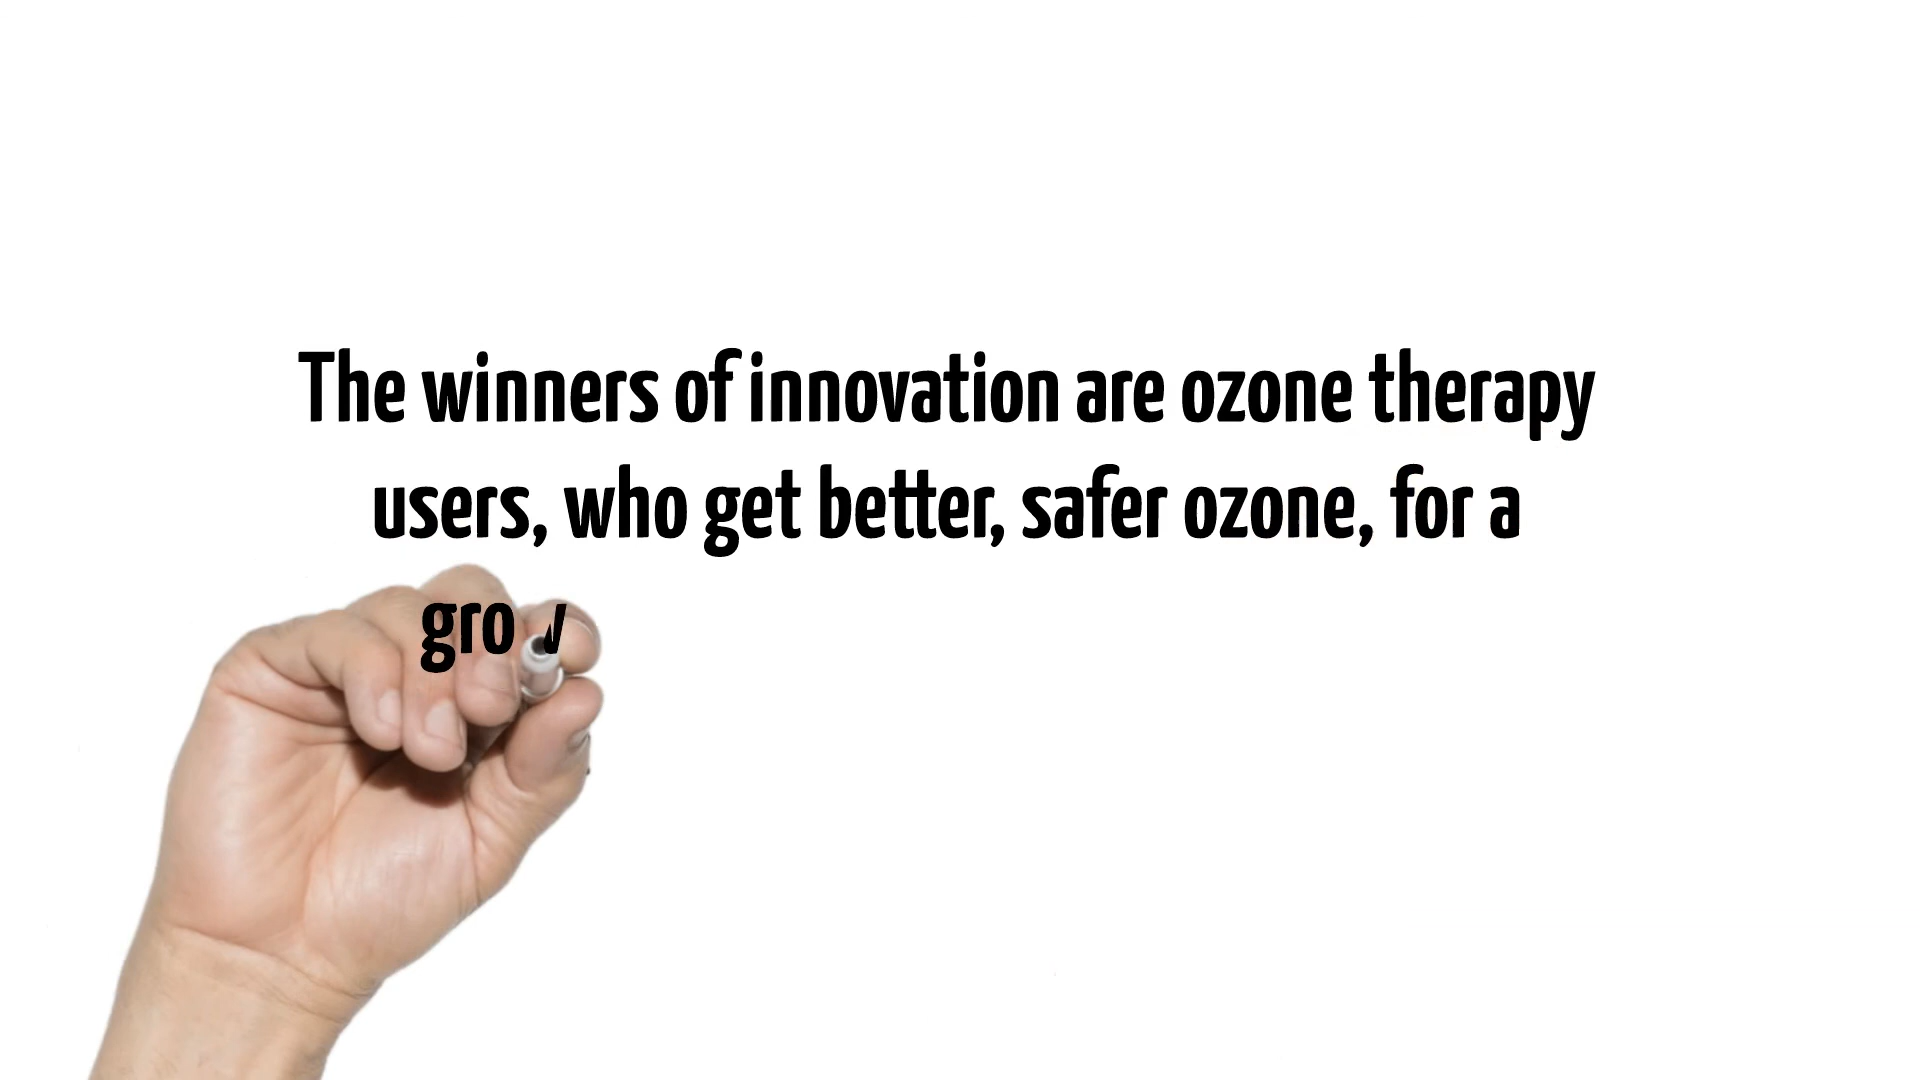 The winners of innovation are ozone therapy
users, who get better, safer ozone, for a
gro